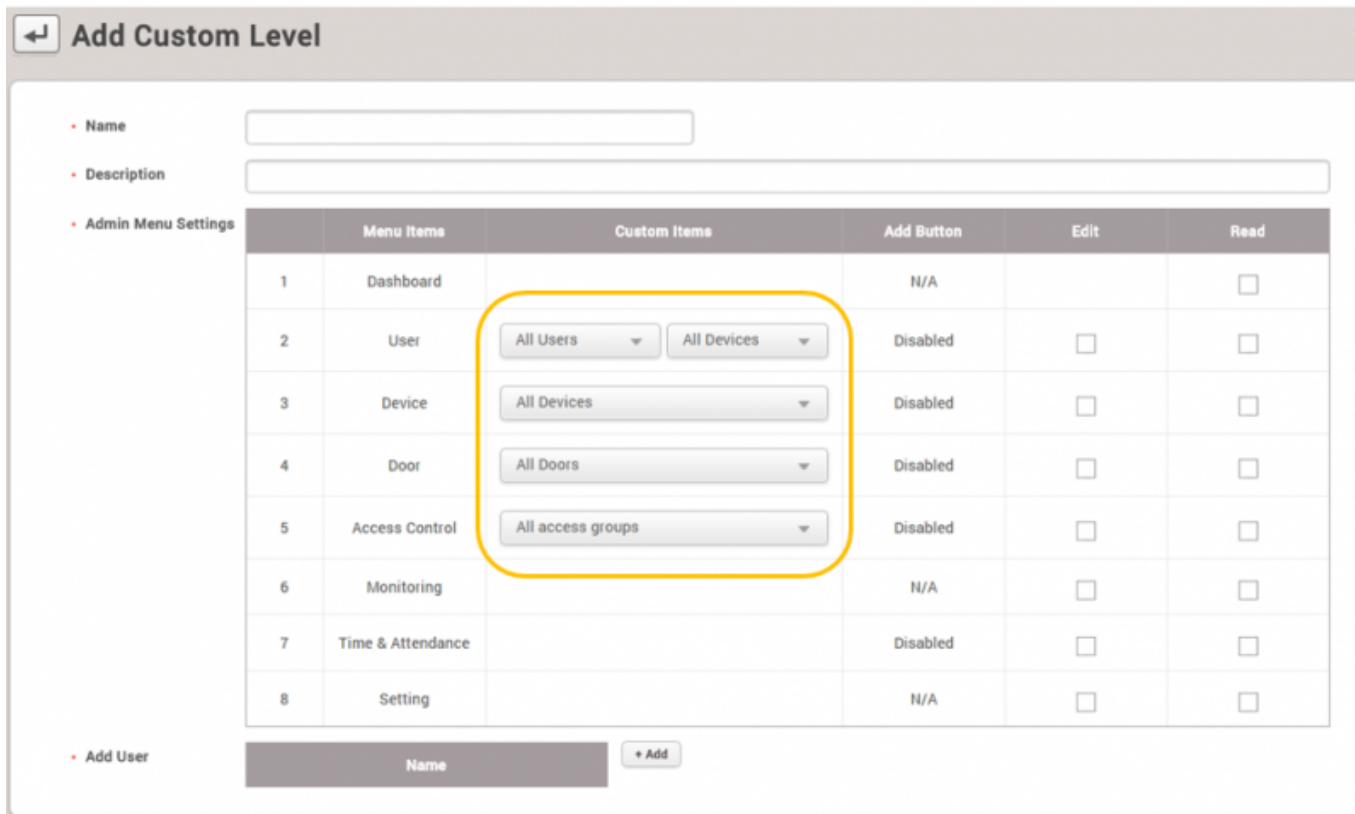 Add Custom Level
Name
Description
Admin Menu Settings
Menu Items Custom Items Add Button Edit Read
1 Dashboard N/A
2 User All Users All Devices Disabled
3 Device All Devices Disabled
4 Door All Doors Disabled
5 Access Control All access groups Disabled
6 Monitoring N/A
7 Time & Attendance Disabled
8 Setting N/A
Add User Name + Add